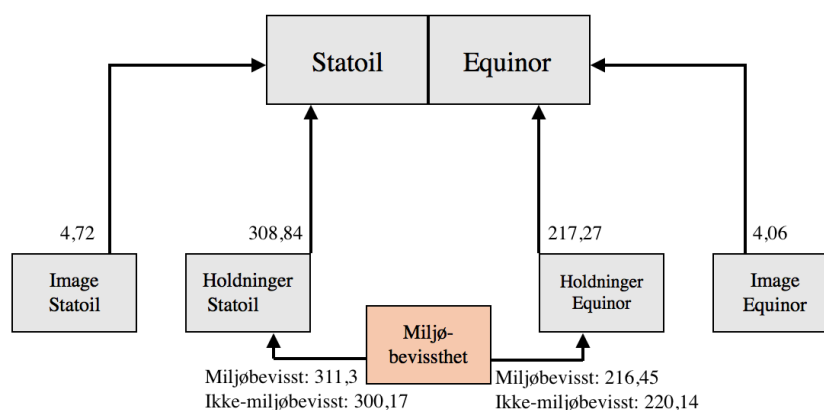 Statoil
Equinor
4,72
308,84
217,27
4,06
Image
Statoil
Holdninger
Statoil
Holdninger
Equinor
Image
Equinor
Miljø-
bevissthet
Miljøbevisst: 311,3
Ikke-miljøbevisst: 300,17
Miljøbevisst: 216,45
Ikke-miljøbevisst: 220,14